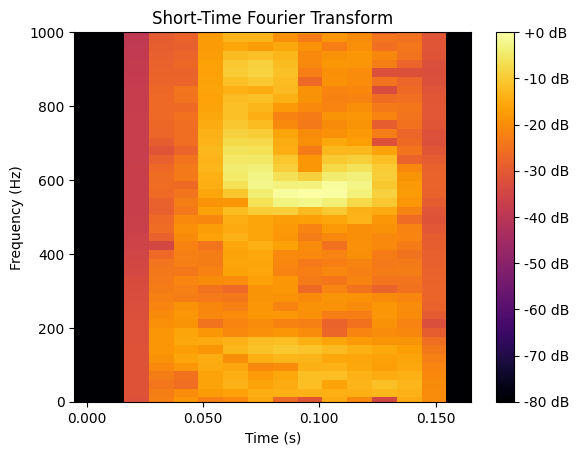 Short-Time Fourier Transform
1000
800
600
400
200
0
Frequency (Hz)
0.000
0.050
0.100
0.150
Time (s)
+0 dB
-10 dB
-20 dB
-30 dB
-40 dB
-50 dB
-60 dB
-70 dB
-80 dB